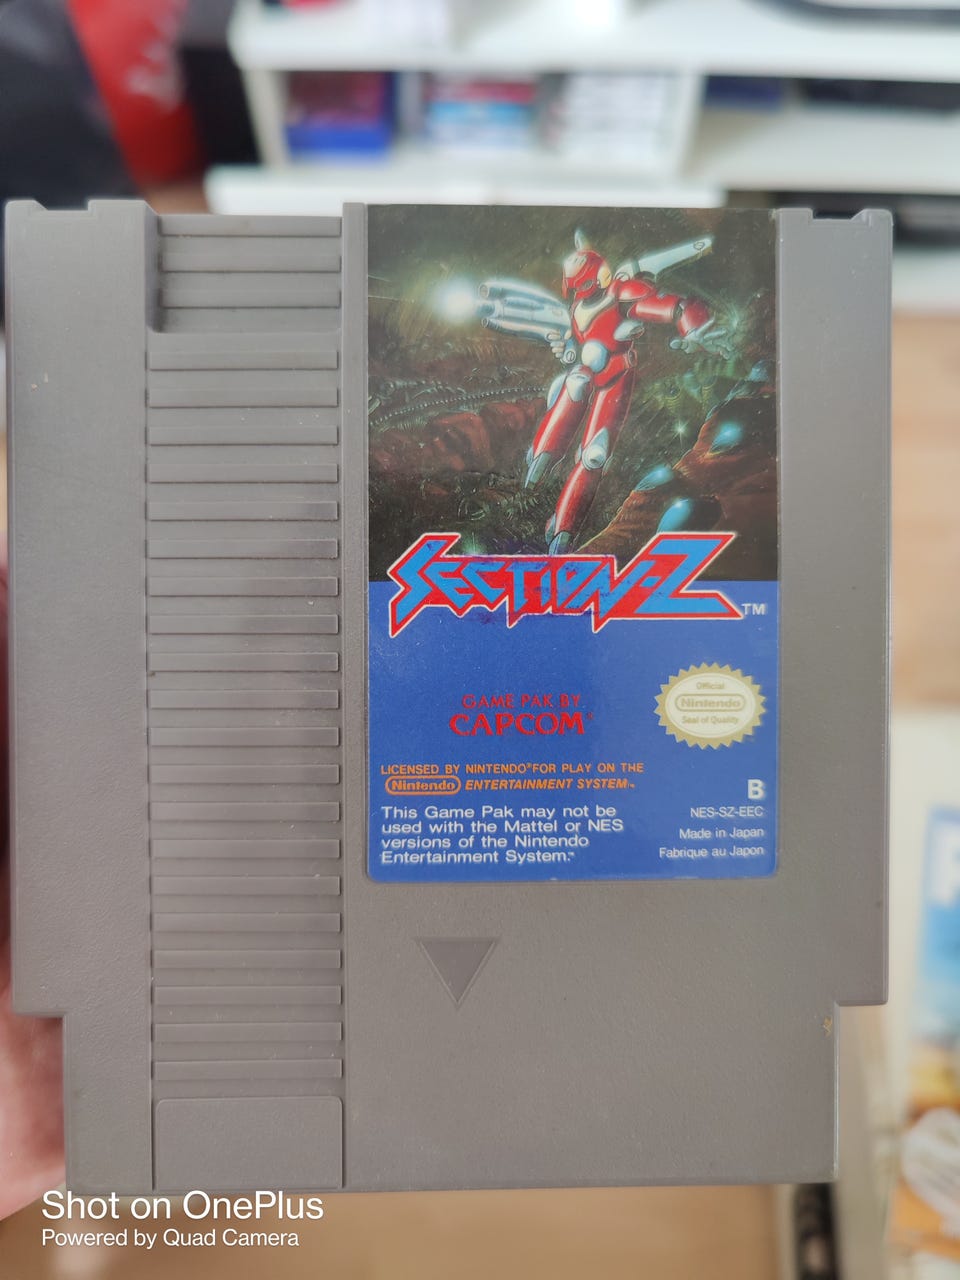 SECTION-Z™
GAME PAK BY
CAPCOM®
Official
Nintendo
Seal of Quality
LICENSED BY NINTENDO® FOR PLAY ON THE
Nintendo ENTERTAINMENT SYSTEM™
This Game Pak may not be
used with the Mattel or NES
versions of the Nintendo
Entertainment System.™
B
NES-SZ-EEC
Made in Japan
Fabrique au Japon
Shot on OnePlus
Powered by Quad Camera